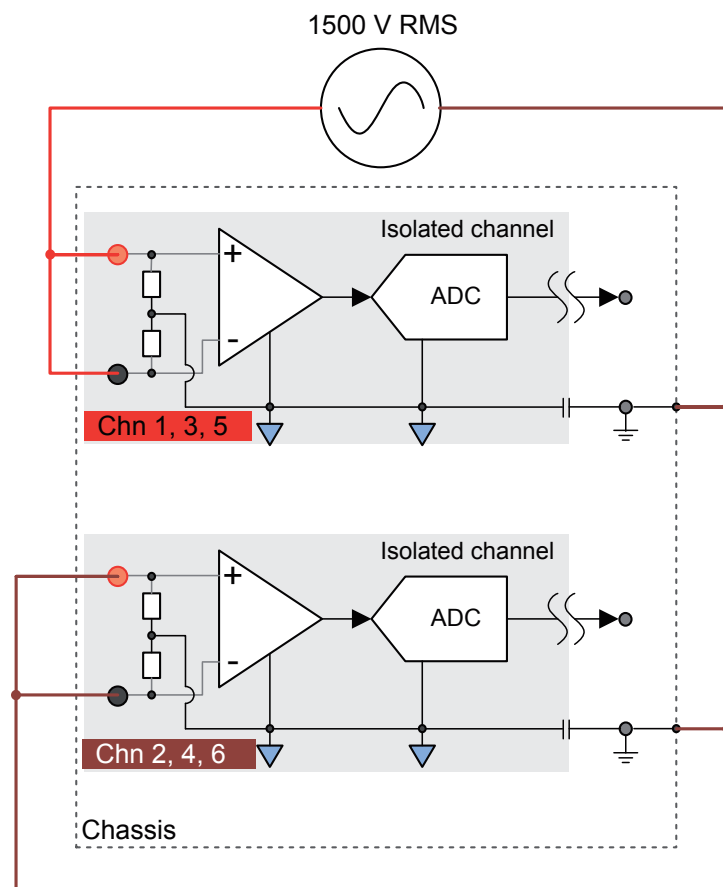 1500 V RMS
Isolated channel
+
-
ADC
Chn 1, 3, 5
Isolated channel
+
-
ADC
Chn 2, 4, 6
Chassis